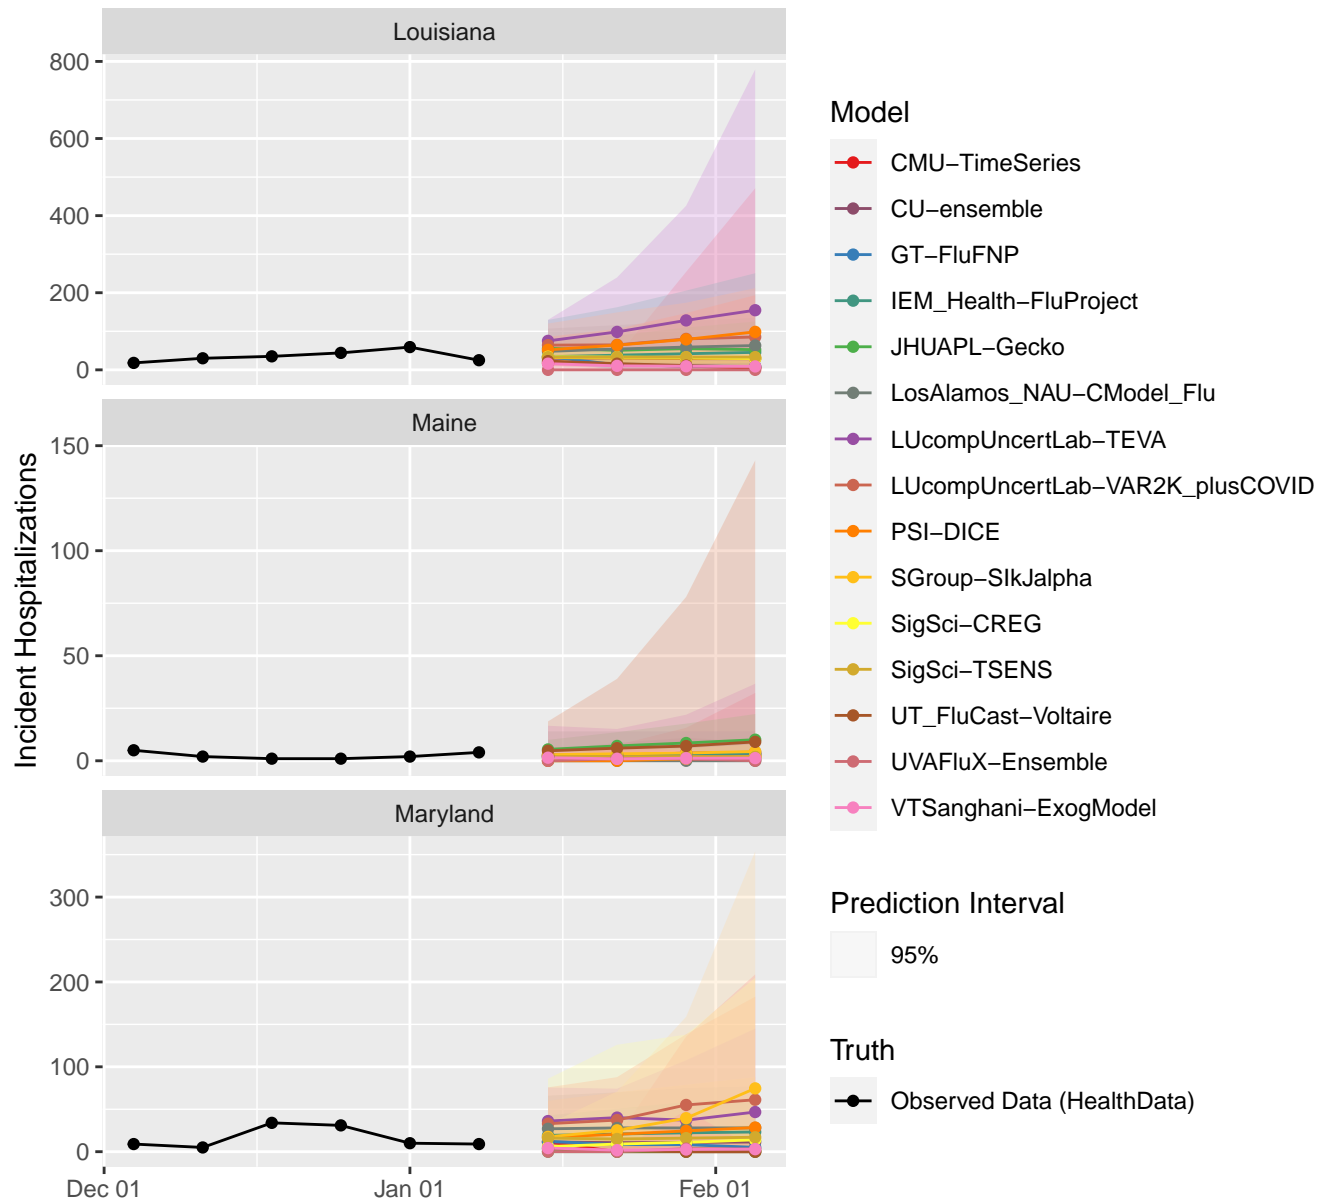 Louisiana
800
600
400
200
0
Maine
150
100
50
0
Maryland
300
200
100
0
Dec 01
Jan 01
Feb 01
Incident Hospitalizations
Model
CMU−TimeSeries
CU−ensemble
GT−FluFNP
IEM_Health−FluProject
JHUAPL−Gecko
LosAlamos_NAU−CModel_Flu
LUcompUncertLab−TEVA
LUcompUncertLab−VAR2K_plusCOVID
PSI−DICE
SGroup−SIkJalpha
SigSci−CREG
SigSci−TSENS
UT_FluCast−Voltaire
UVAFluX−Ensemble
VTSanghani−ExogModel
Prediction Interval
95%
Truth
Observed Data (HealthData)